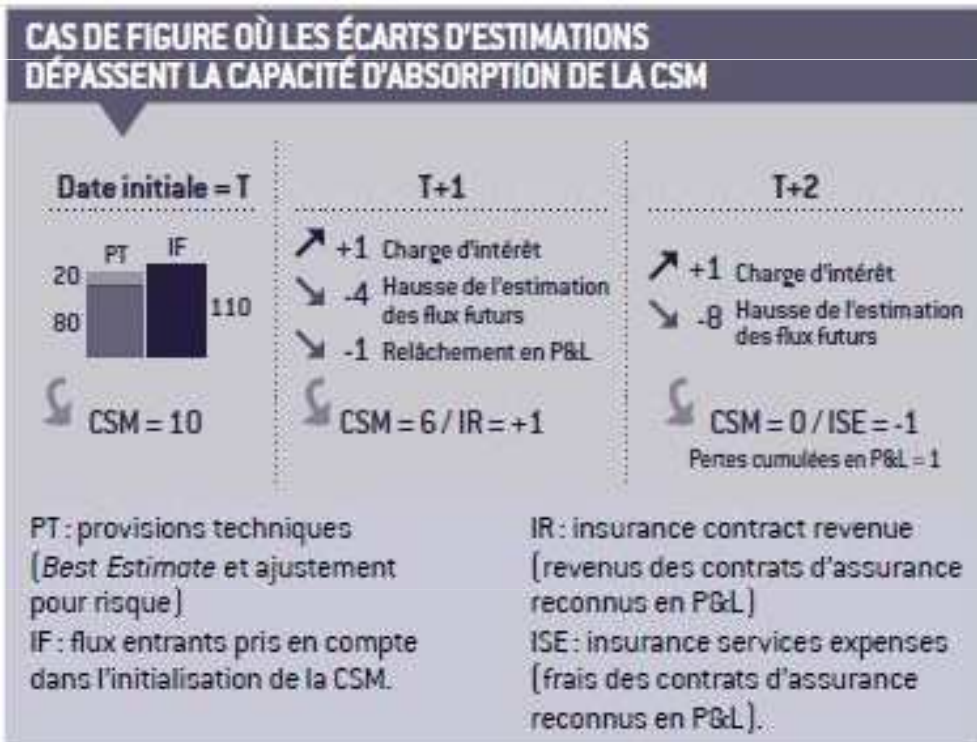 CAS DE FIGURE OÙ LES ÉCARTS D'ESTIMATIONS
DÉPASSENT LA CAPACITÉ D'ABSORPTION DE LA CSM
Date initiale = T
PT IF
20
80
110
CSM = 10
T+1
+1 Charge d'intérêt
-4 Hausse de l'estimation
des flux futurs
-1 Relâchement en P&L
CSM = 6 / IR = +1
T+2
+1 Charge d'intérêt
-8 Hausse de l'estimation
des flux futurs
CSM = 0 / ISE = -1
Pertes cumulées en P&L = 1
PT : provisions techniques
(Best Estimate et ajustement
pour risque)
IF : flux entrants pris en compte
dans l'initialisation de la CSM.
IR : insurance contract revenue
(revenus des contrats d'assurance
reconnus en P&L)
ISE : insurance services expenses
(frais des contrats d'assurance
reconnus en P&L).